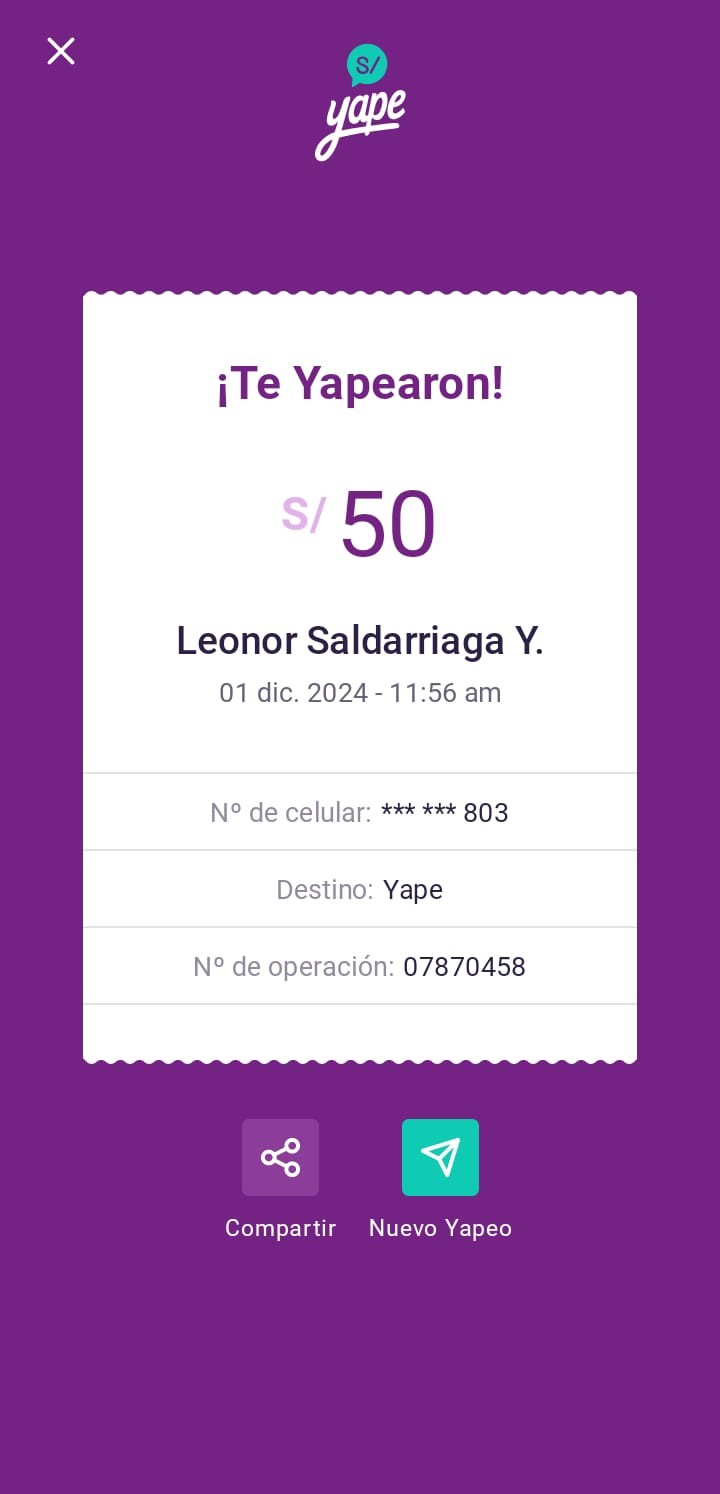 S/
yape
¡Te Yapearon!
S/ 50
Leonor Saldarriaga Y.
01 dic. 2024 - 11:56 am
Nº de celular: *** *** 803
Destino: Yape
Nº de operación: 07870458
Compartir Nuevo Yapeo